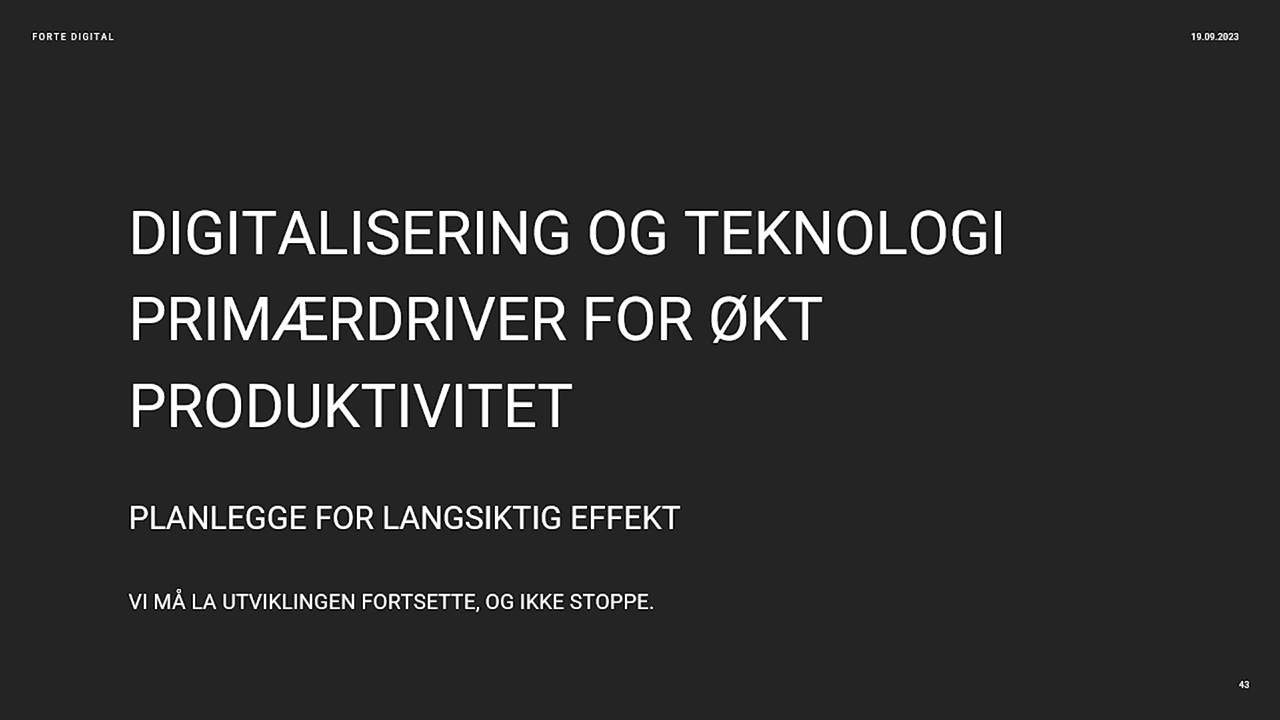 FORTE DIGITAL
19.09.2023
DIGITALISERING OG TEKNOLOGI
PRIMÆRDRIVER FOR ØKT
PRODUKTIVITET
PLANLEGGE FOR LANGSIKTIG EFFEKT
VI MÅ LA UTVIKLINGEN FORTSETTE, OG IKKE STOPPE.
43